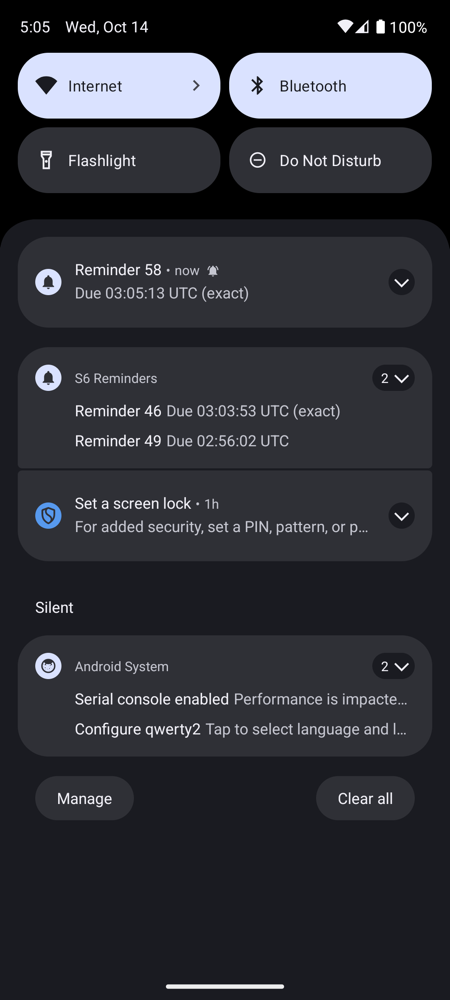 5:05 Wed, Oct 14 100%
Internet
Bluetooth
Flashlight
Do Not Disturb
Reminder 58 • now
Due 03:05:13 UTC (exact)
S6 Reminders 2
Reminder 46 Due 03:03:53 UTC (exact)
Reminder 49 Due 02:56:02 UTC
Set a screen lock • 1h
For added security, set a PIN, pattern, or p…
Silent
Android System 2
Serial console enabled Performance is impacte…
Configure qwerty2 Tap to select language and l…
Manage
Clear all